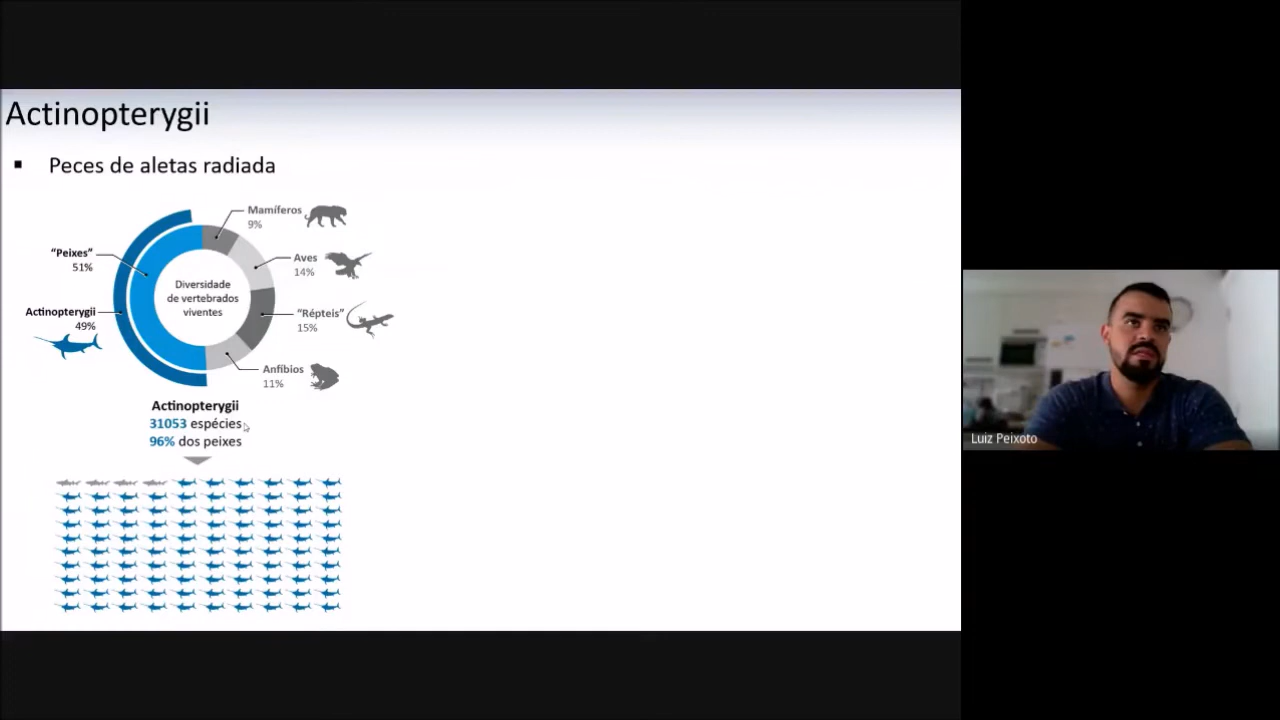 Actinopterygii
▪ Peces de aletas radiada
Mamíferos
9%
"Peixes"
51%
Aves
14%
Diversidade
de vertebrados
viventes
Actinopterygii
49%
"Répteis"
15%
Anfíbios
11%
Actinopterygii
31053 espécies
96% dos peixes
Luiz Peixoto